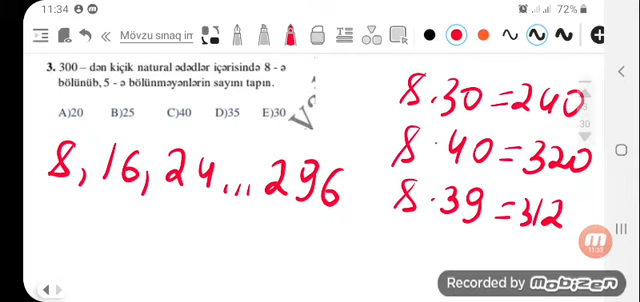 11:34
72%
Mövzu sınaq im
3. 300 – dən kiçik natural ədədlər içərisində 8 - ə
bölünüb, 5 - ə bölünməyənlərin sayını tapın.
A)20 B)25 C)40 D)35 E)30
8, 16, 24 ... 296
8.30=240
8.40=320
8.39=312
30
11:35
Recorded by mobizen